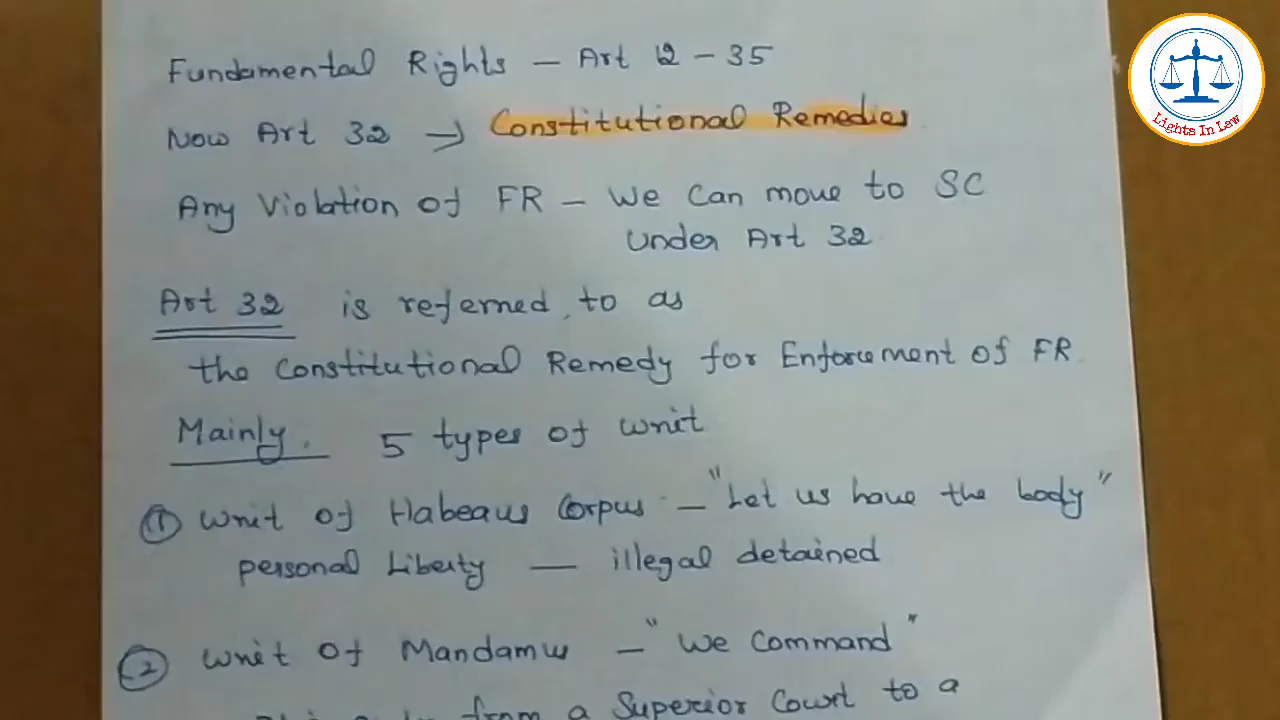 Fundamental Rights – Art 12 – 35
Now Art 32 → Constitutional Remedies
Any Violation of FR – We Can move to SC
under Art 32
Art 32 is referred to as
the Constitutional Remedy for Enforcement of FR
Mainly. 5 types of writ
① Writ of Habeaus Corpus – "Let us have the body"
personal Liberty — illegal detained
② Writ of Mandamus – "We Command"
from a Superior Court to a
Lights In Law